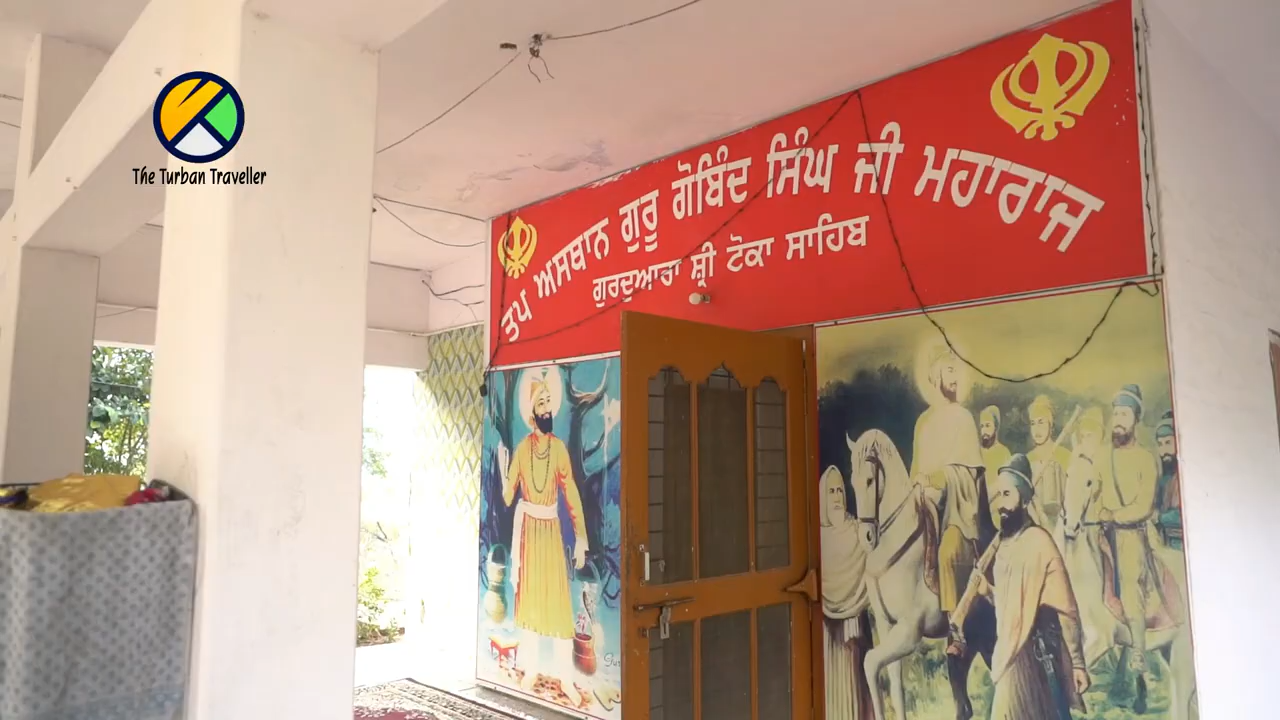 The Turban Traveller
ਤਪ ਅਸਥਾਨ ਗੁਰੂ ਗੋਬਿੰਦ ਸਿੰਘ ਜੀ ਮਹਾਰਾਜ
ਗੁਰਦੁਆਰਾ ਸ਼੍ਰੀ ਟੋਕਾ ਸਾਹਿਬ